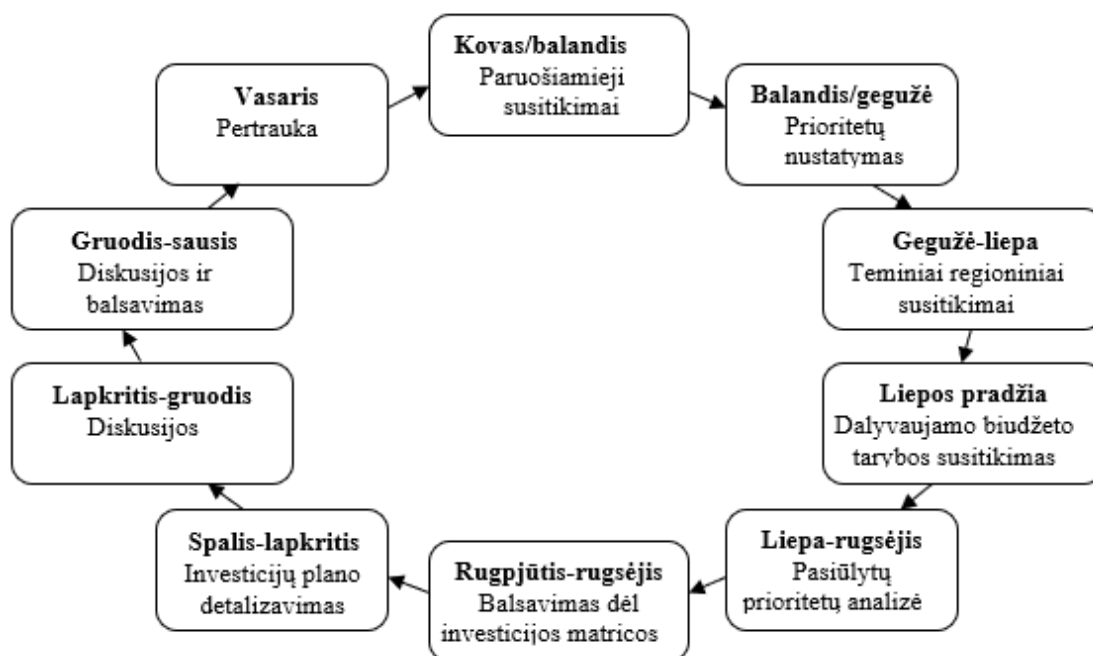 Kovas/balandis
Paruošiamieji
susitikimai
Balandis/gegužė
Prioritetų
nustatymas
Gegužė-liepa
Teminiai regioniniai
susitikimai
Liepos pradžia
Dalyvaujamo biudžeto
tarybos susitikimas
Liepa-rugsėjis
Pasiūlytų
prioritetų analizė
Rugpjūtis-rugsėjis
Balsavimas dėl
investicijos matricos
Spalis-lapkritis
Investicijų plano
detalizavimas
Lapkritis-gruodis
Diskusijos
Gruodis-sausis
Diskusijos ir
balsavimas
Vasaris
Pertrauka